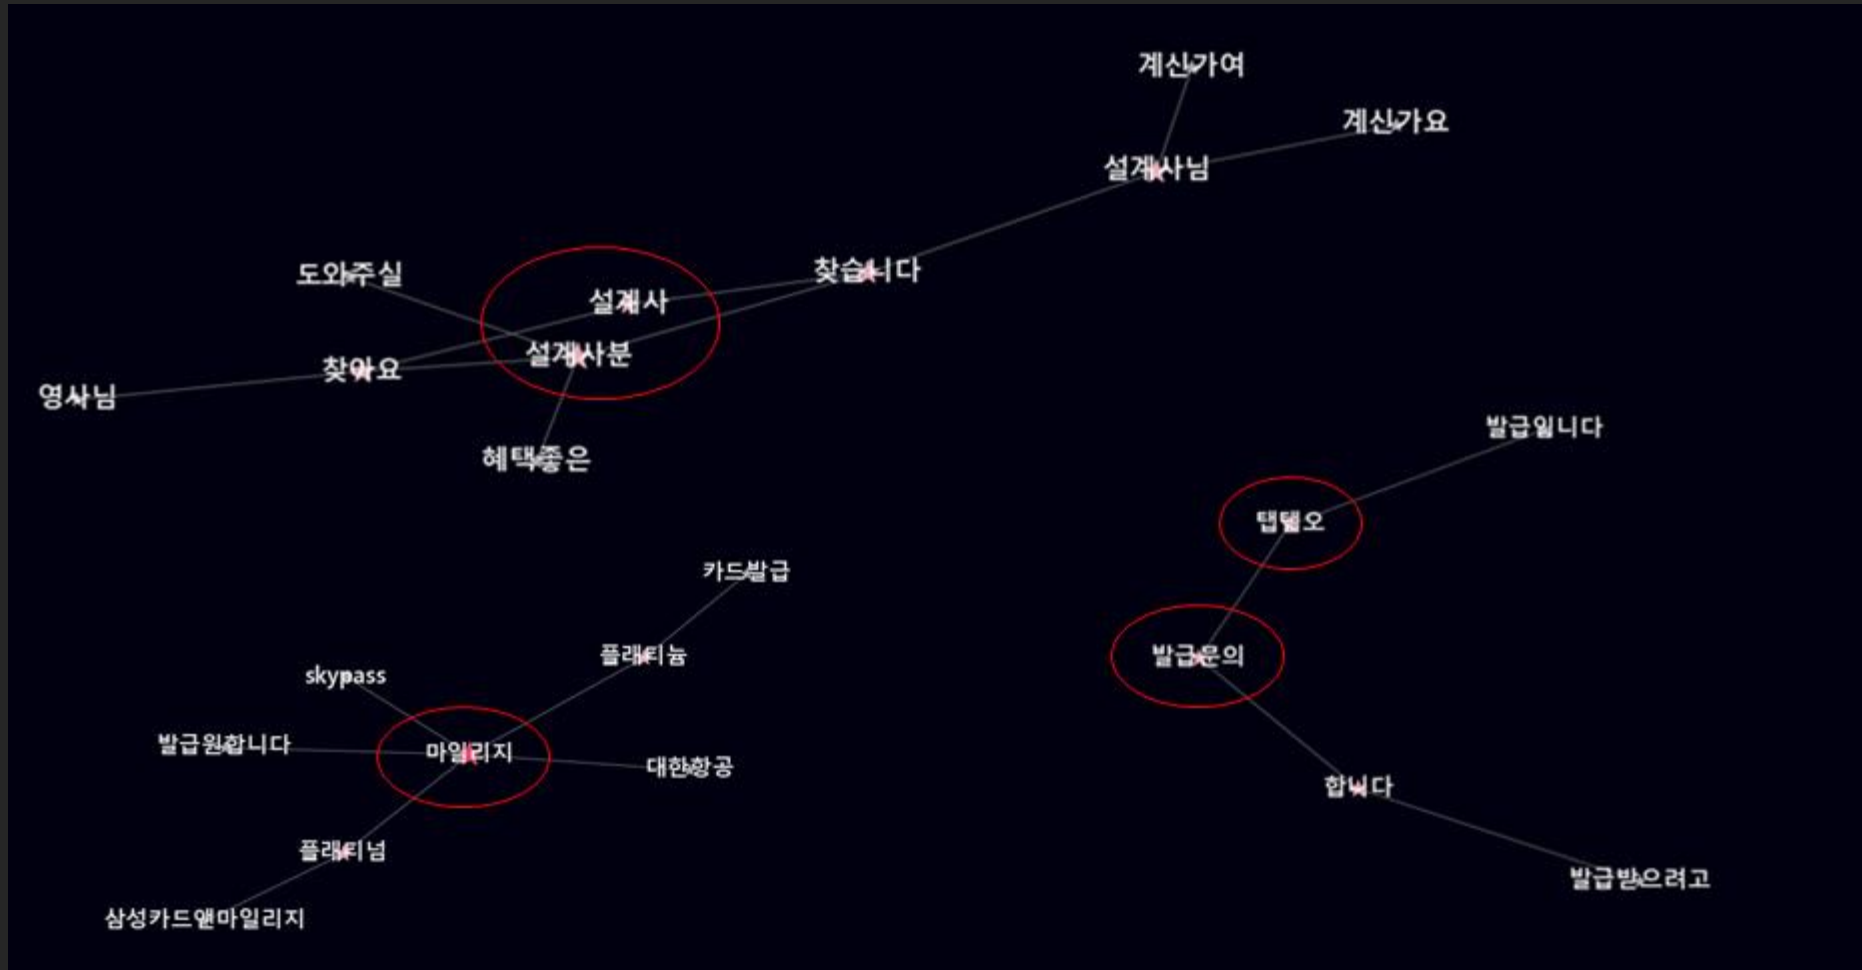 계신가여
계신가요
설계사님
찾습니다
도와주실
설계사
설계사분
찾아요
영사님
혜택좋은
발급입니다
탭텔오
발급문의
카드발급
플래티늄
skypass
발급원합니다
마일리지
대한항공
합니다
플래티넘
발급받으려고
삼성카드앤마일리지